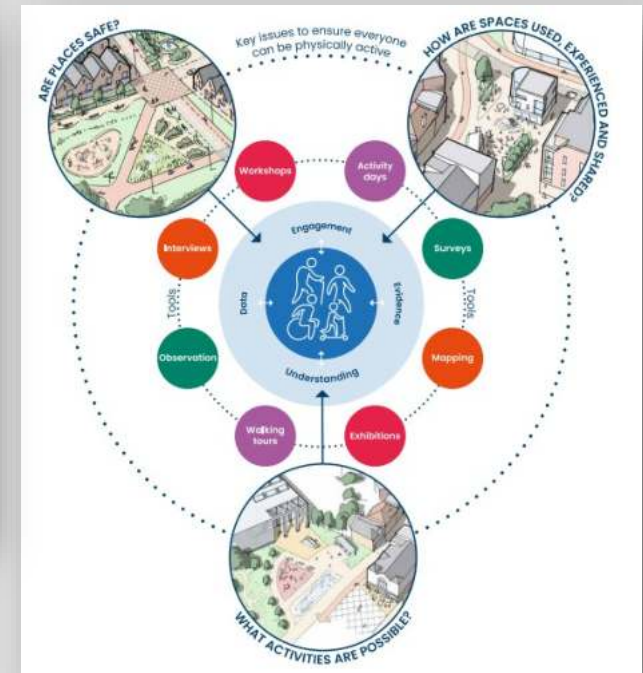 ARE PLACES SAFE?
Key issues to ensure everyone
can be physically active
HOW ARE SPACES USED, EXPERIENCED AND SHARED?
Workshops
Activity
days
Interviews
Engagement
Surveys
Tools
Data
Evidence
Tools
Observation
Understanding
Mapping
Walking
tours
Exhibitions
WHAT ACTIVITIES ARE POSSIBLE?